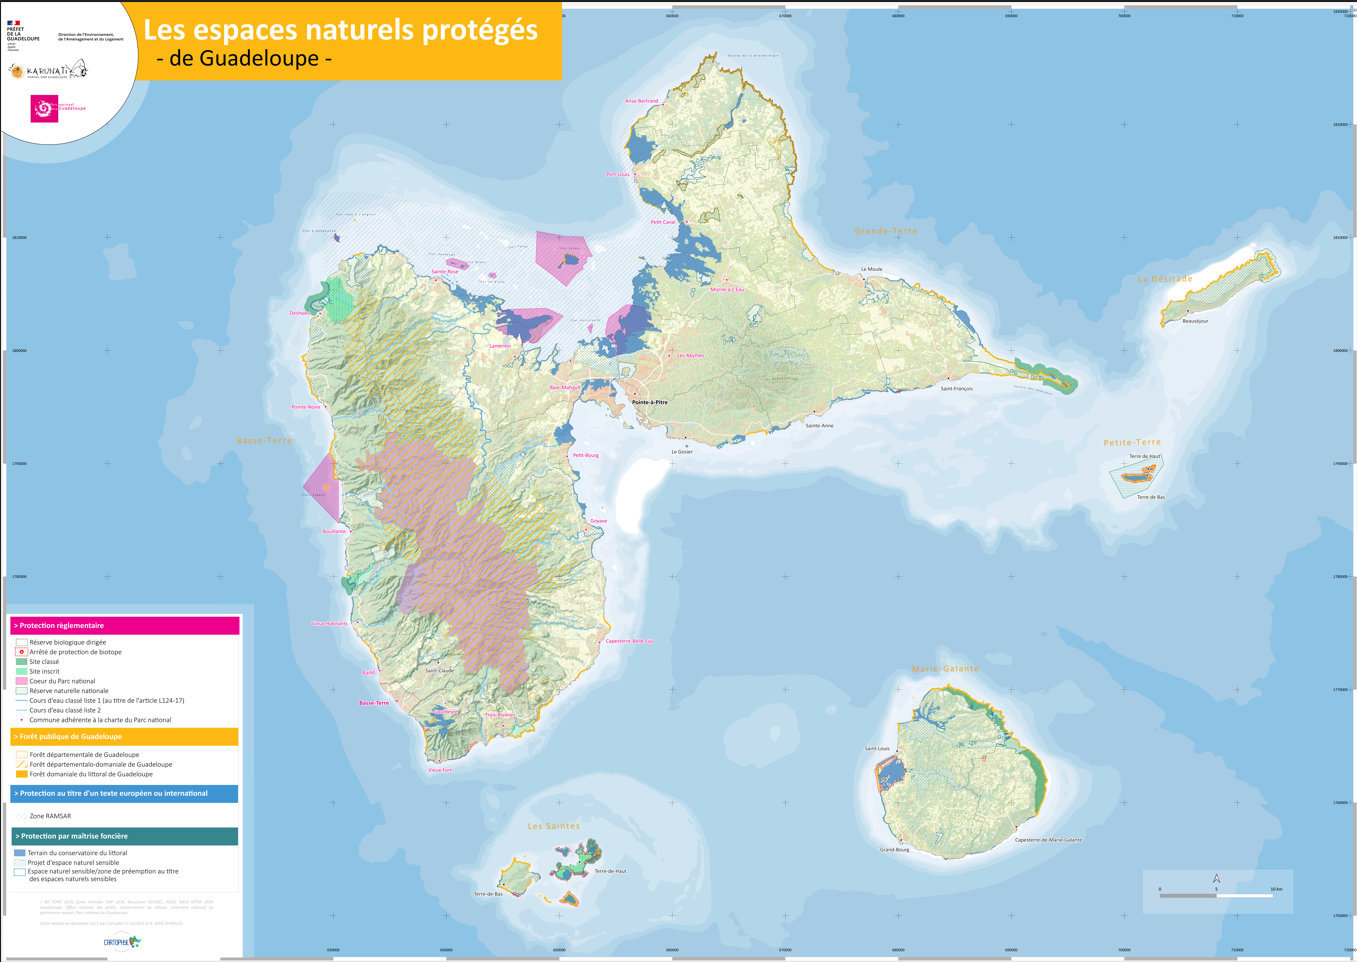 PRÉFET
DE LA
GUADELOUPE
Liberté
Égalité
Fraternité
Direction de l'Environnement,
de l'Aménagement et du Logement
KARUNATI
Les espaces naturels protégés
- de Guadeloupe -
Anse-Bertrand
Port-Louis
Petit-Canal
Grande-Terre
Le Moule
Morne-à-L'Eau
La Désirade
Beauséjour
Sainte-Rose
Deshaies
Lamentin
Les Abymes
Baie-Mahault
Pointe-à-Pitre
Saint-François
Sainte-Anne
Le Gosier
Pointe-Noire
Basse-Terre
Petit-Bourg
Petite-Terre
Terre de Haut
Terre de Bas
Goyave
Bouillante
Vieux-Habitants
Capesterre-Belle-Eau
Saint-Claude
Baillif
Basse-Terre
Gourbeyre
Trois-Rivières
Vieux-Fort
Marie-Galante
Saint-Louis
Grand-Bourg
Capesterre-de-Marie-Galante
Les Saintes
Terre-de-Haut
Terre-de-Bas
> Protection règlementaire
Réserve biologique dirigée
Arrêté de protection de biotope
Site classé
Site inscrit
Coeur du Parc national
Réserve naturelle nationale
Cours d'eau classé liste 1 (au titre de l'article L124-17)
Cours d'eau classé liste 2
Commune adhérente à la charte du Parc national
> Forêt publique de Guadeloupe
Forêt départementale de Guadeloupe
Forêt départementalo-domaniale de Guadeloupe
Forêt domaniale du littoral de Guadeloupe
> Protection au titre d'un texte européen ou international
Zone RAMSAR
> Protection par maîtrise foncière
Terrain du conservatoire du littoral
Projet d'espace naturel sensible
Espace naturel sensible/zone de préemption au titre
des espaces naturels sensibles
CARTOPHYL
0 5 10 km